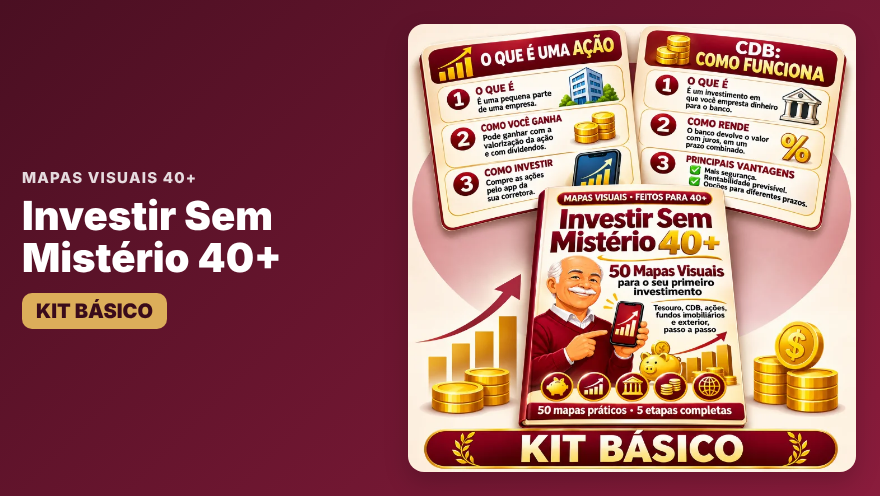 MAPAS VISUAIS 40+
Investir Sem
Mistério 40+
KIT BÁSICO
O QUE É UMA AÇÃO
1 O QUE É
É uma pequena parte
de uma empresa.
2 COMO VOCÊ GANHA
Pode ganhar com a
valorização da ação
e com dividendos.
3 COMO INVESTIR
Compre as ações
pelo app da
sua corretora.
CDB:
COMO FUNCIONA
1 O QUE É
É um investimento em
que você empresta dinheiro
para o banco.
2 COMO RENDE
O banco devolve o valor
com juros, em um
prazo combinado.
%
3 PRINCIPAIS VANTAGENS
Mais segurança.
Rentabilidade previsível.
Opções para diferentes prazos.
MAPAS VISUAIS • FEITOS PARA 40+
Investir Sem
Mistério 40+
50 Mapas Visuais
para o seu primeiro
investimento
Tesouro, CDB, ações,
fundos imobiliários
e exterior,
passo a passo
50 mapas práticos • 5 etapas completas
$
KIT BÁSICO